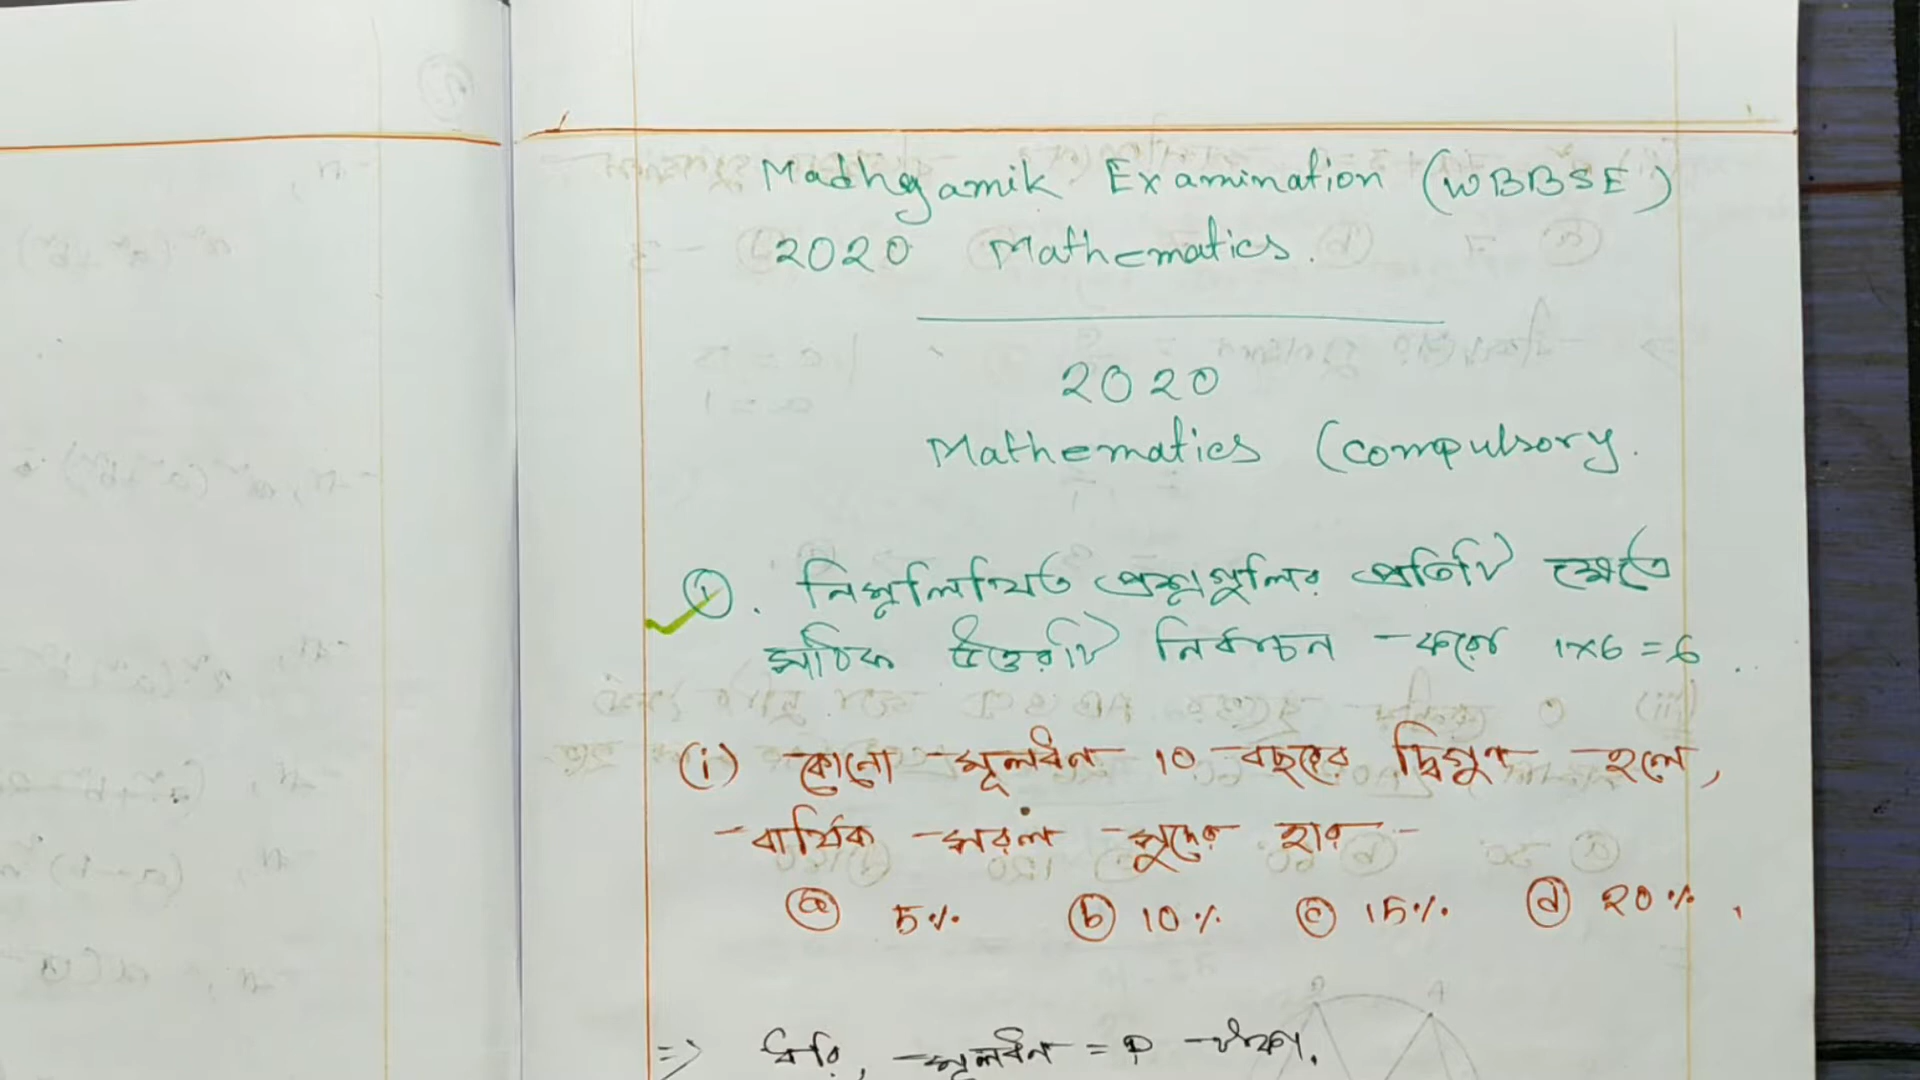 Madhyamik Examination (WBBSE)
2020 Mathematics.
2020
Mathematics (compulsory.
①. নিম্নলিখিত প্রশ্নগুলির প্রতিটি ক্ষেত্রে
সঠিক উত্তরটি নির্বাচন করো 1×6=6
(i) কোনো মূলধন 10 বছরে দ্বিগুণ হলে,
বার্ষিক সরল সুদের হার-
ⓐ 5% ⓑ 10% ⓒ 15% ⓓ 20%,
=> ধরি, মূলধন = P টাকা.